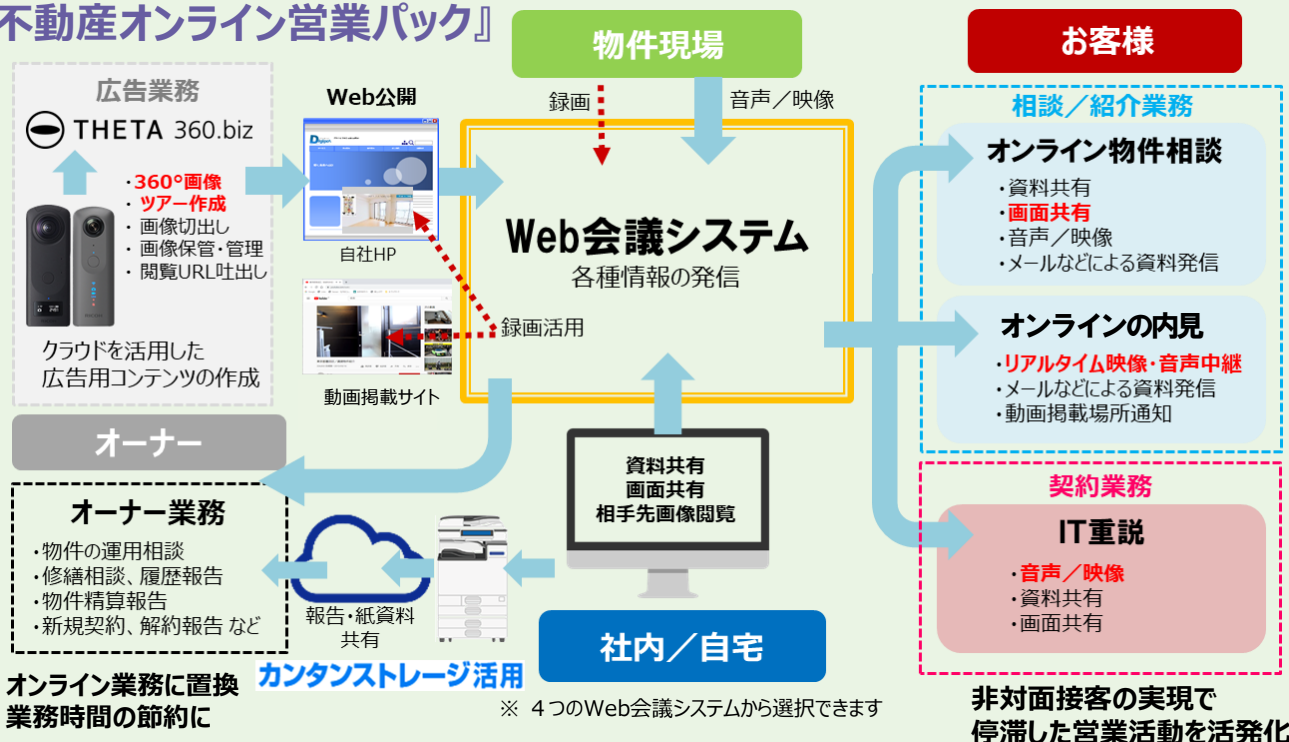 不動産オンライン営業パック』
物件現場
お客様
広告業務
THETA 360.biz
・360°画像
・ツアー作成
・画像切出し
・画像保管・管理
・閲覧URL吐出し
クラウドを活用した
広告用コンテンツの作成
Web公開
自社HP
動画掲載サイト
録画
音声／映像
Web会議システム
各種情報の発信
録画活用
相談／紹介業務
オンライン物件相談
・資料共有
・画面共有
・音声／映像
・メールなどによる資料発信
オンラインの内見
・リアルタイム映像・音声中継
・メールなどによる資料発信
・動画掲載場所通知
オーナー
オーナー業務
・物件の運用相談
・修繕相談、履歴報告
・物件精算報告
・新規契約、解約報告 など
報告・紙資料
共有
カンタンストレージ活用
資料共有
画面共有
相手先画像閲覧
社内／自宅
※ 4つのWeb会議システムから選択できます
契約業務
IT重説
・音声／映像
・資料共有
・画面共有
オンライン業務に置換
業務時間の節約に
非対面接客の実現で
停滞した営業活動を活発化